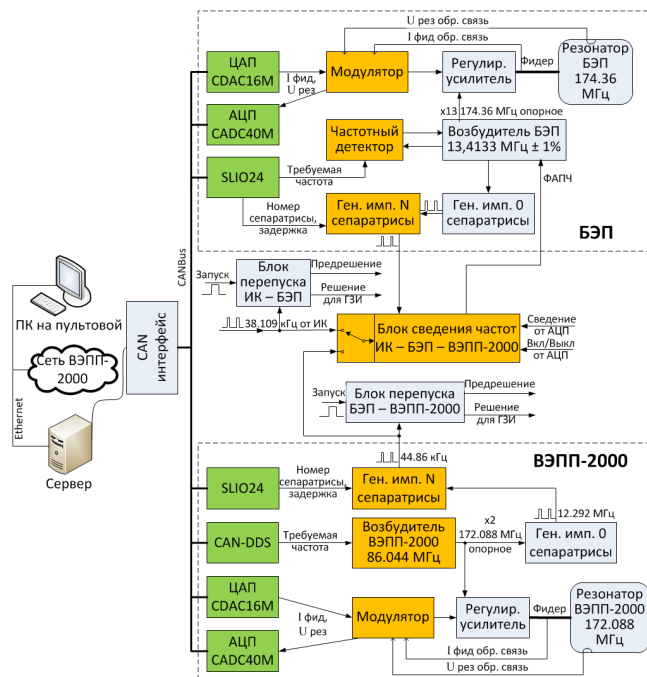 U рез обр. связь
I фид обр. связь
ЦАП
CDAC16M
I фид,
U рез
Модулятор
Регулир.
усилитель
Фидер
Резонатор
БЭП
174.36
МГц
АЦП
CADC40M
x13 174.36 МГц опорное
Частотный
детектор
Возбудитель БЭП
13,4133 МГц ± 1%
SLIO24
Требуемая
частота
ФАПЧ
Номер
сепаратрисы,
задержка
Ген. имп. N
сепаратрисы
Ген. имп. 0
сепаратрисы
БЭП
CANBus
Запуск
Блок
перепуска
ИК – БЭП
Предрешение
Решение
для ГЗИ
ПК на пультовой
CAN
интерфейс
38.109 кГц от ИК
Блок сведения частот
ИК – БЭП – ВЭПП-2000
Сведение
от АЦП
Вкл/Выкл
от АЦП
Сеть ВЭПП-
2000
Ethernet
Сервер
Запуск
Блок перепуска
БЭП – ВЭПП-2000
Предрешение
Решение
для ГЗИ
44.86 кГц
ВЭПП-2000
SLIO24
Номер
сепаратрисы,
задержка
Ген. имп. N
сепаратрисы
12.292 МГц
CAN-DDS
Требуемая
частота
Возбудитель
ВЭПП-2000
86.044 МГц
x2
172.088 МГц
опорное
Ген. имп. 0
сепаратрисы
ЦАП
CDAC16M
I фид,
U рез
Модулятор
Регулир.
усилитель
Фидер
Резонатор
ВЭПП-2000
172.088
МГц
АЦП
CADC40M
I фид обр. связь
U рез обр. связь